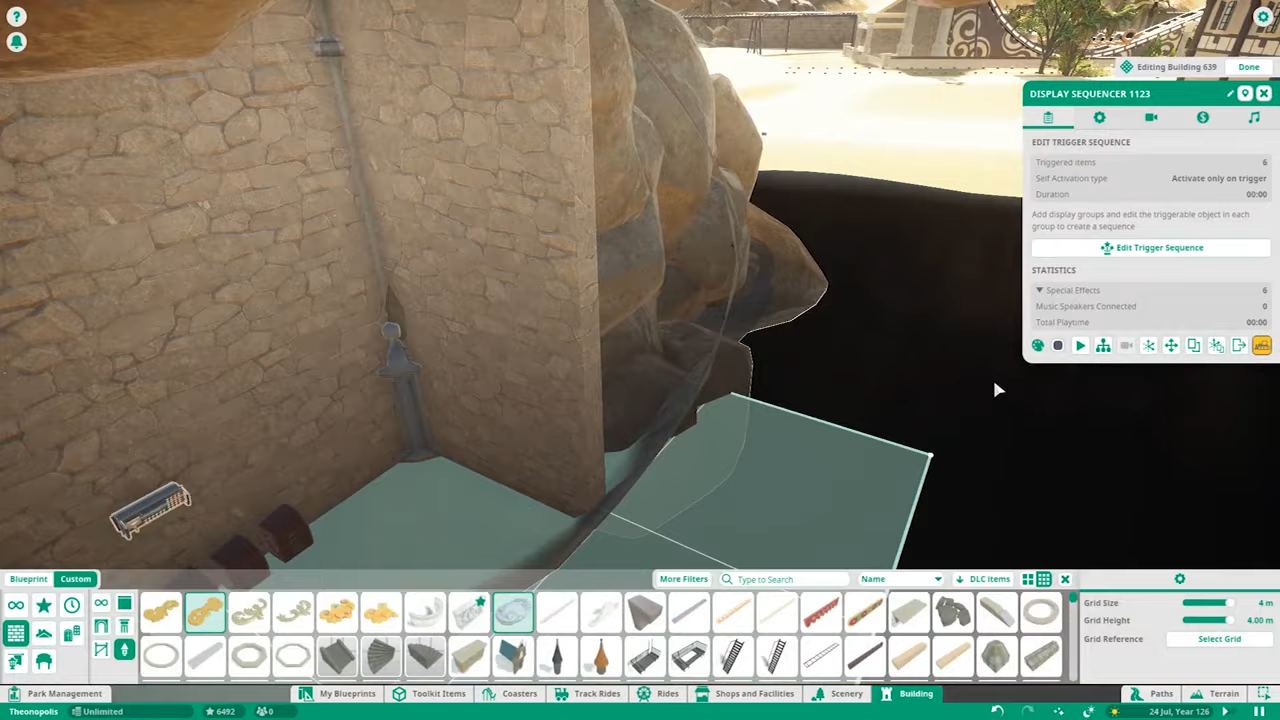 ?
Editing Building 639
Done
DISPLAY SEQUENCER 1123
EDIT TRIGGER SEQUENCE
Triggered items 6
Self Activation type Activate only on trigger
Duration 00:00
Add display groups and edit the triggerable object in each
group to create a sequence
Edit Trigger Sequence
STATISTICS
Special Effects 6
Music Speakers Connected 0
Total Playtime 00:00
Blueprint Custom
More Filters Type to Search Name DLC items
Grid Size 4 m
Grid Height 4.00 m
Grid Reference Select Grid
Park Management My Blueprints Toolkit Items Coasters Track Rides Rides Shops and Facilities Scenery Building Paths Terrain
Theonopolis Unlimited 6492 0 24 Jul, Year 126